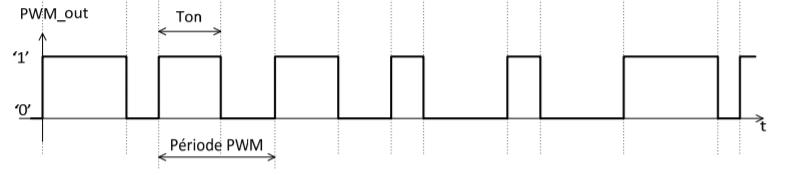 PWM_out
Ton
‘1’
‘0’
t
Période PWM